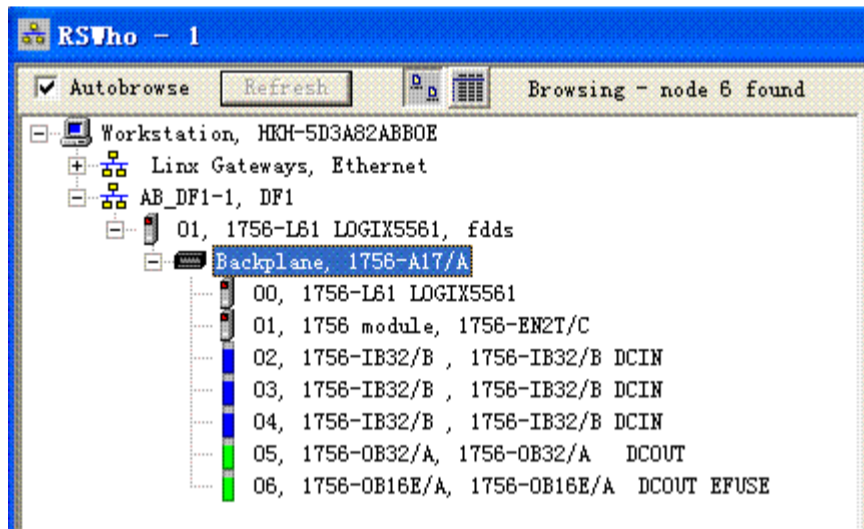 RSWho - 1
Autobrowse Refresh Browsing - node 6 found
Workstation, HKH-5D3A82ABB0E
Linx Gateways, Ethernet
AB_DF1-1, DF1
01, 1756-L61 LOGIX5561, fdds
Backplane, 1756-A17/A
00, 1756-L61 LOGIX5561
01, 1756 module, 1756-EN2T/C
02, 1756-IB32/B , 1756-IB32/B DCIN
03, 1756-IB32/B , 1756-IB32/B DCIN
04, 1756-IB32/B , 1756-IB32/B DCIN
05, 1756-OB32/A, 1756-OB32/A DCOUT
06, 1756-OB16E/A, 1756-OB16E/A DCOUT EFUSE